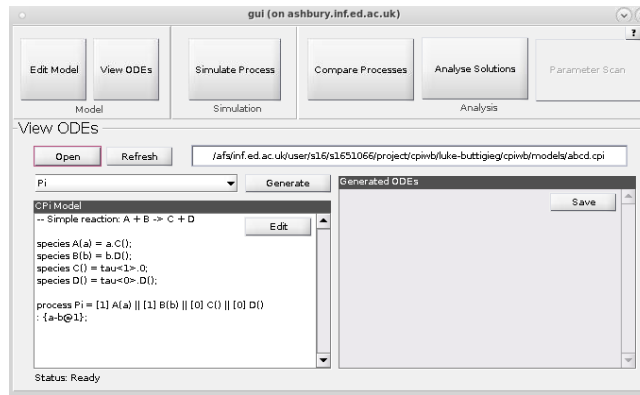 gui (on ashbury.inf.ed.ac.uk)
?
Edit Model
View ODEs
Simulate Process
Compare Processes
Analyse Solutions
Parameter Scan
Model
Simulation
Analysis
View ODEs
Open
Refresh
/afs/inf.ed.ac.uk/user/s16/s1651066/project/cpiwb/luke-buttigieg/cpiwb/models/abcd.cpi
Pi
Generate
Generated ODEs
Save
CPi Model
-- Simple reaction: A + B -> C + D
Edit
species A(a) = a.C();
species B(b) = b.D();
species C() = tau<1>.0;
species D() = tau<0>.D();
process Pi = [1] A(a) || [1] B(b) || [0] C() || [0] D()
: {a-b@1};
Status: Ready